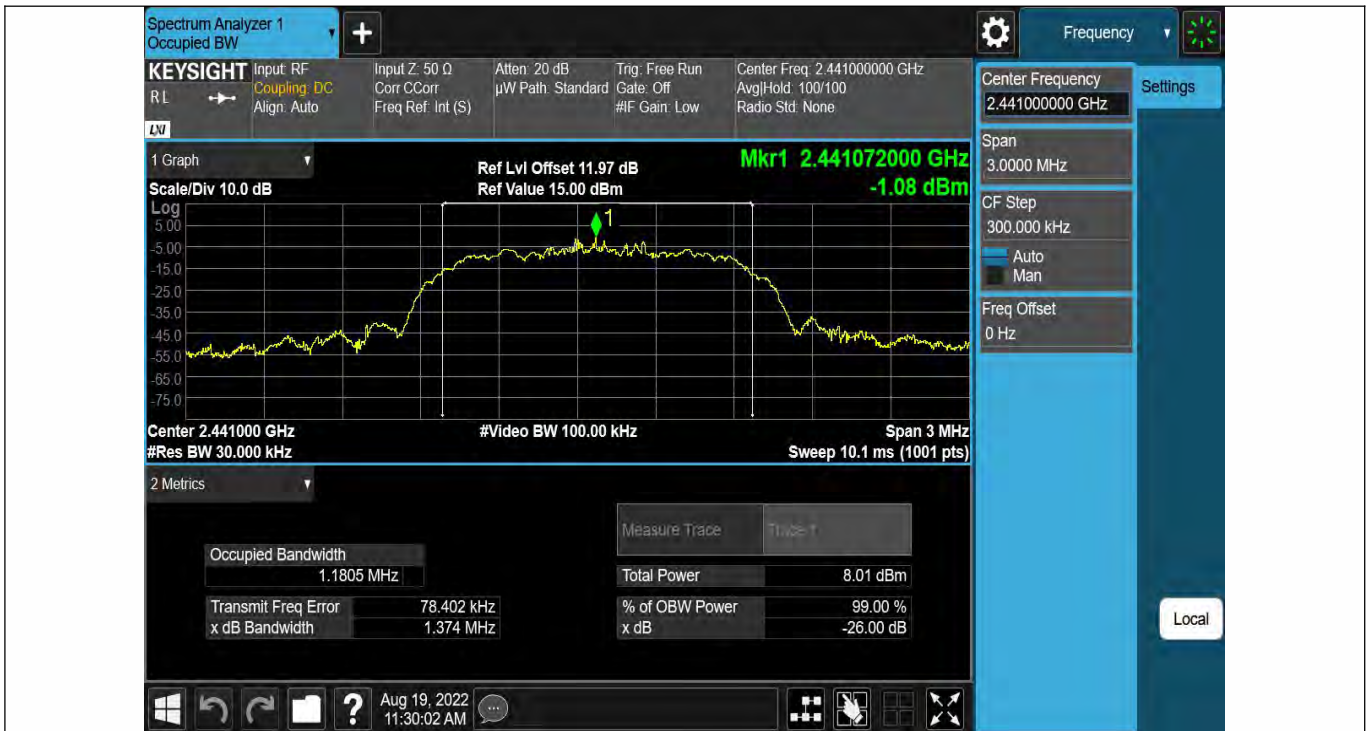 Spectrum Analyzer 1
Occupied BW
+
Frequency
KEYSIGHT
R L
LXI
Input: RF
Coupling: DC
Align: Auto
Input Z: 50 Ω
Corr CCorr
Freq Ref: Int (S)
Atten: 20 dB
µW Path: Standard
Trig: Free Run
Gate: Off
#IF Gain: Low
Center Freq: 2.441000000 GHz
Avg|Hold: 100/100
Radio Std: None
Center Frequency
2.441000000 GHz
Settings
Span
3.0000 MHz
CF Step
300.000 kHz
Auto
Man
Freq Offset
0 Hz
1 Graph
Scale/Div 10.0 dB
Ref Lvl Offset 11.97 dB
Ref Value 15.00 dBm
Mkr1 2.441072000 GHz
-1.08 dBm
Log
5.00
-5.00
-15.0
-25.0
-35.0
-45.0
-55.0
-65.0
-75.0
1
Center 2.441000 GHz
#Res BW 30.000 kHz
#Video BW 100.00 kHz
Span 3 MHz
Sweep 10.1 ms (1001 pts)
2 Metrics
Measure Trace
Trace 1
Occupied Bandwidth
1.1805 MHz
Total Power
8.01 dBm
Transmit Freq Error
78.402 kHz
% of OBW Power
99.00 %
x dB Bandwidth
1.374 MHz
x dB
-26.00 dB
Local
?
Aug 19, 2022
11:30:02 AM